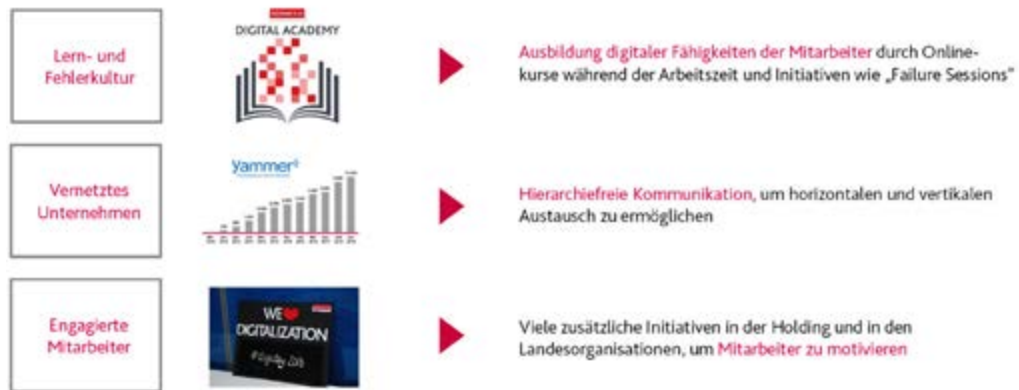 Lern- und
Fehlerkultur
DIGITAL ACADEMY
Ausbildung digitaler Fähigkeiten der Mitarbeiter durch Online-
kurse während der Arbeitszeit und Initiativen wie „Failure Sessions"
Vernetztes
Unternehmen
yammer
Hierarchiefreie Kommunikation, um horizontalen und vertikalen
Austausch zu ermöglichen
Engagierte
Mitarbeiter
WE
DIGITALIZATION
Viele zusätzliche Initiativen in der Holding und in den
Landesorganisationen, um Mitarbeiter zu motivieren